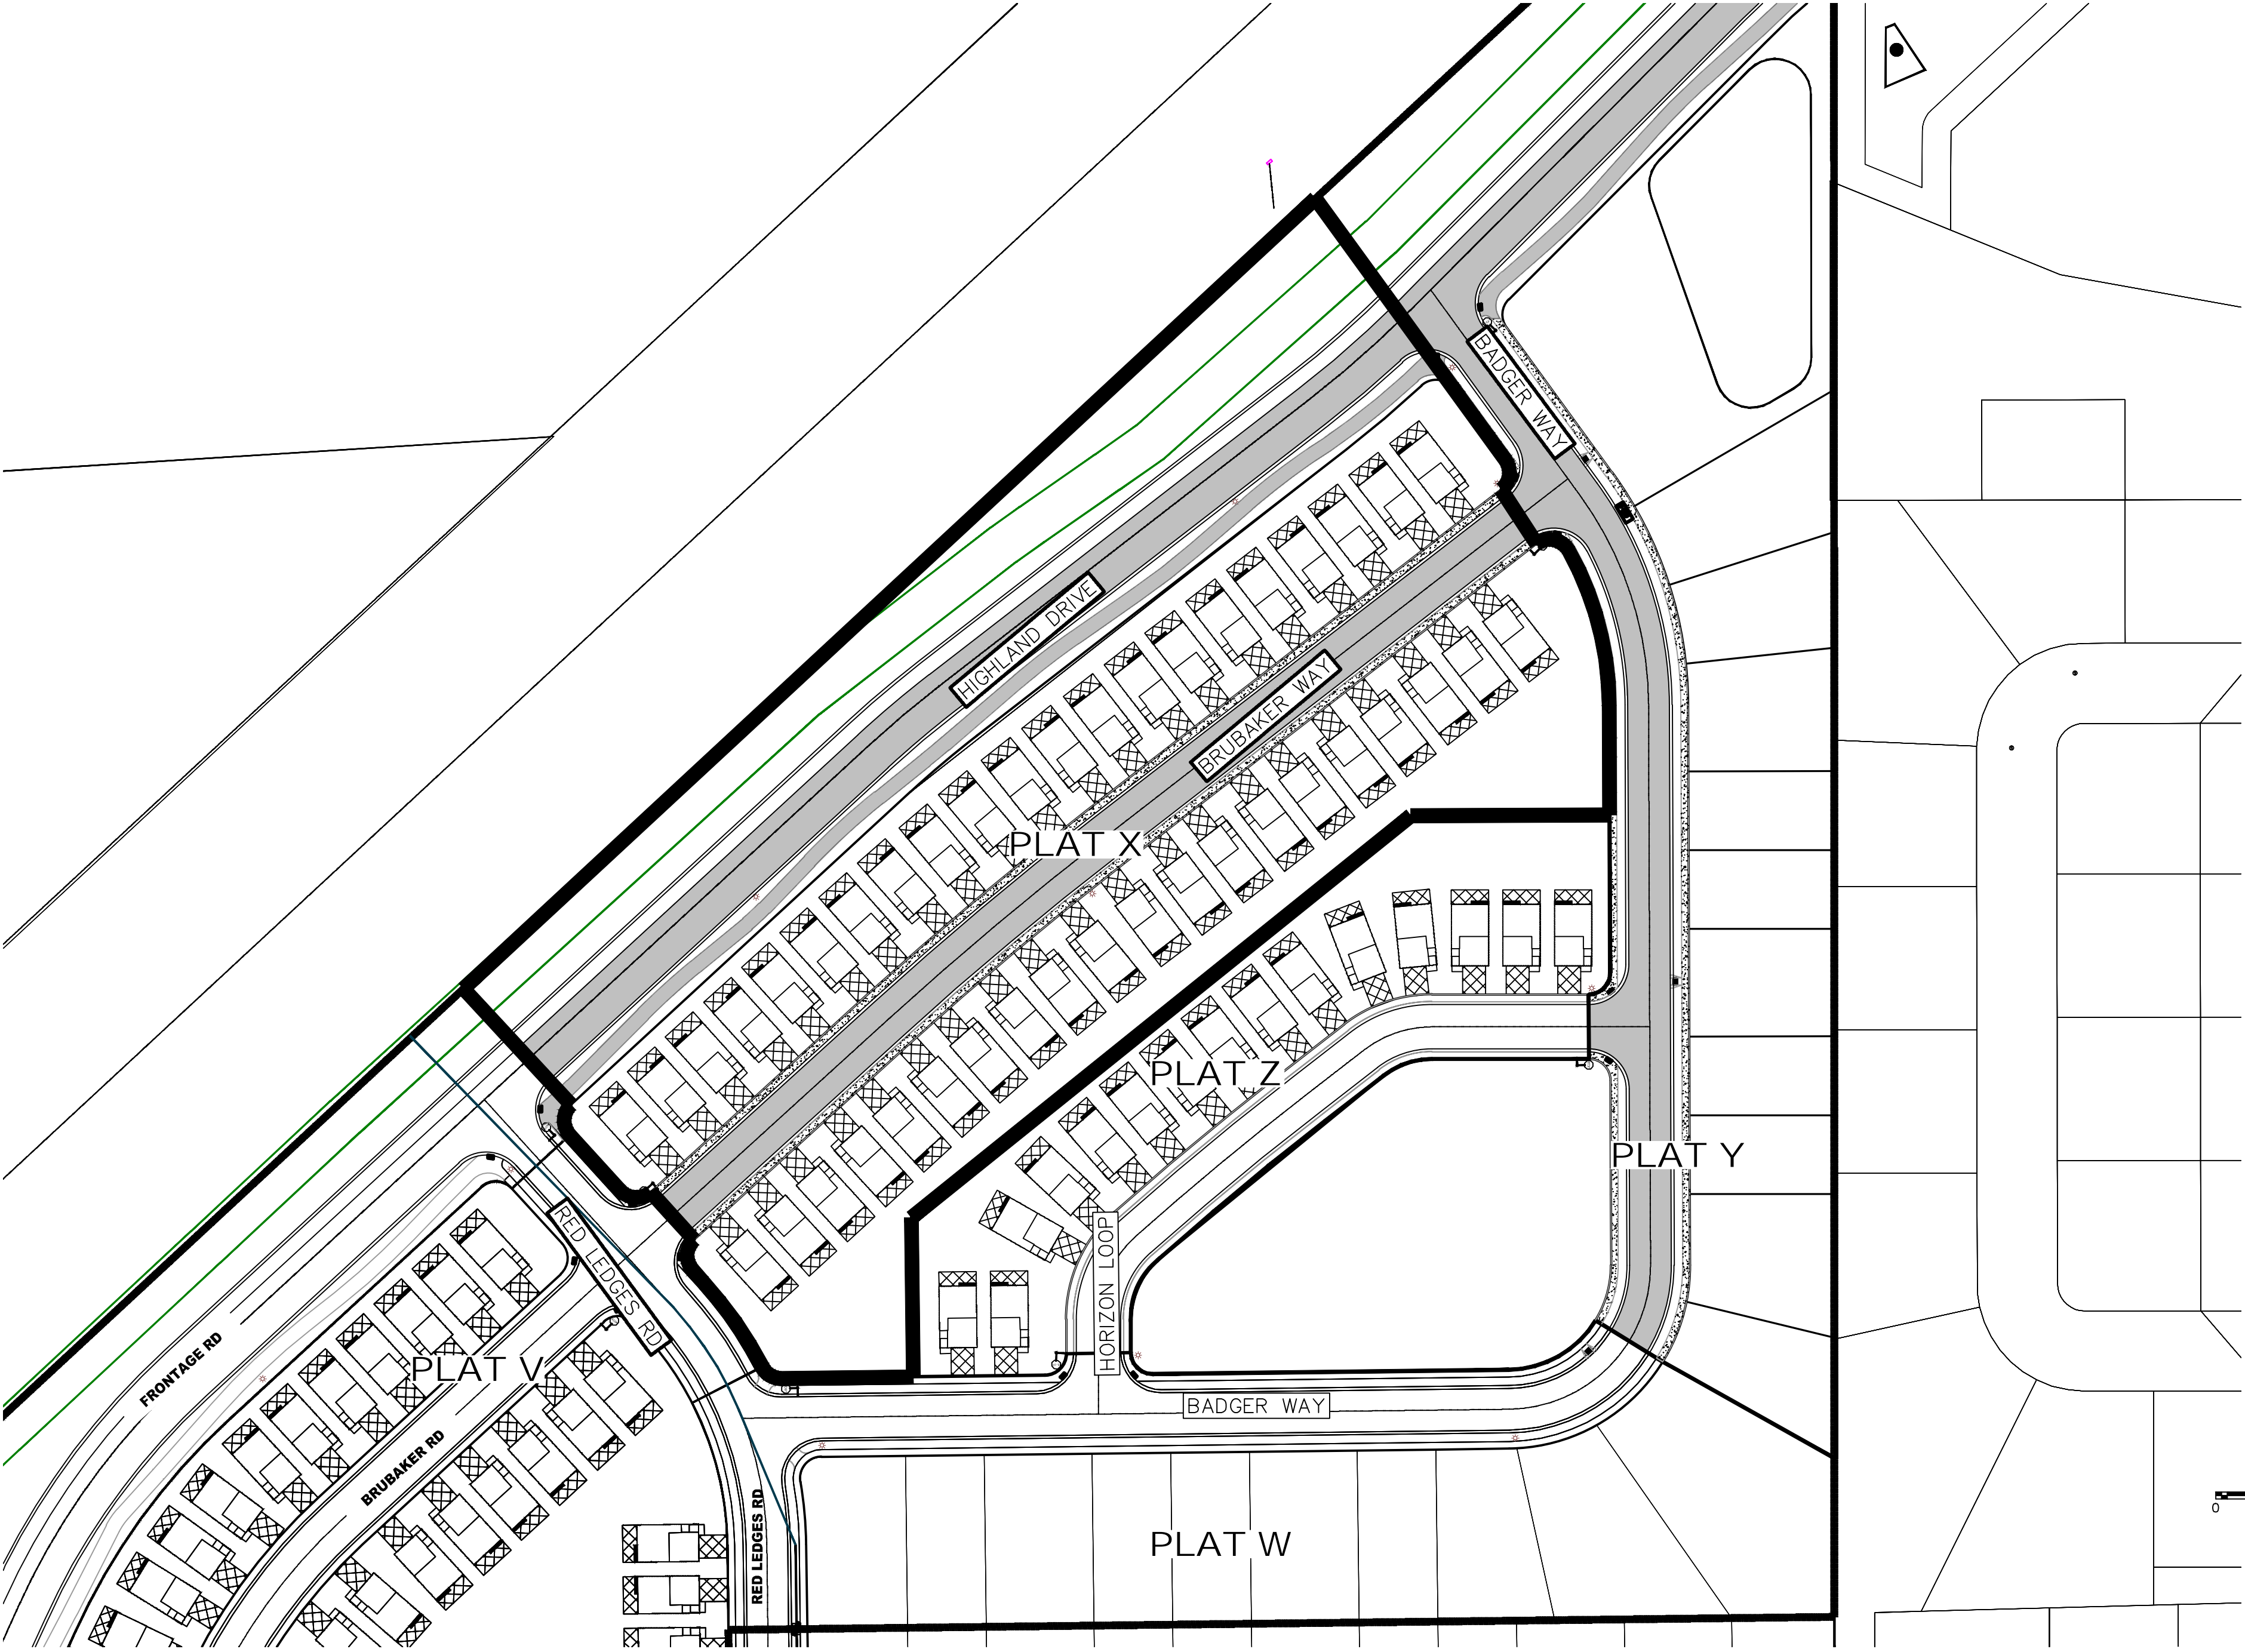 BADGER WAY
HIGHLAND DRIVE
BRUBAKER WAY
PLAT X
PLAT Z
PLAT Y
RED LEDGES RD
HORIZON LOOP
FRONTAGE RD
PLAT V
BADGER WAY
BRUBAKER RD
RED LEDGES RD
PLAT W
0